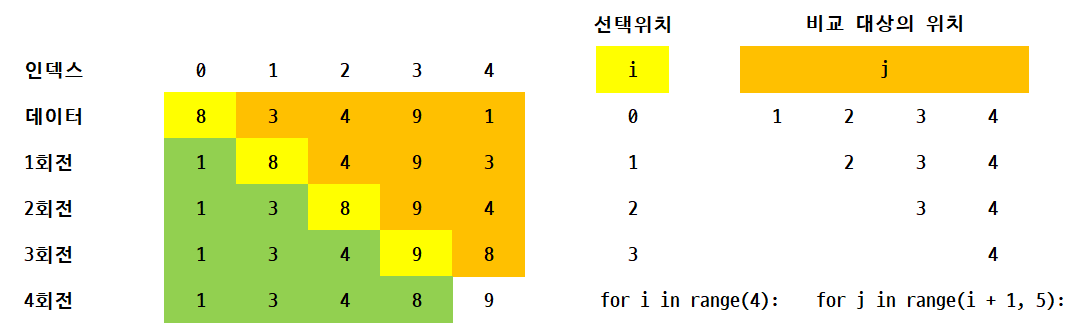 선택위치 비교 대상의 위치
인덱스 0 1 2 3 4 i j
데이터 8 3 4 9 1 0 1 2 3 4
1회전 1 8 4 9 3 1 2 3 4
2회전 1 3 8 9 4 2 3 4
3회전 1 3 4 9 8 3 4
4회전 1 3 4 8 9 for i in range(4): for j in range(i + 1, 5):